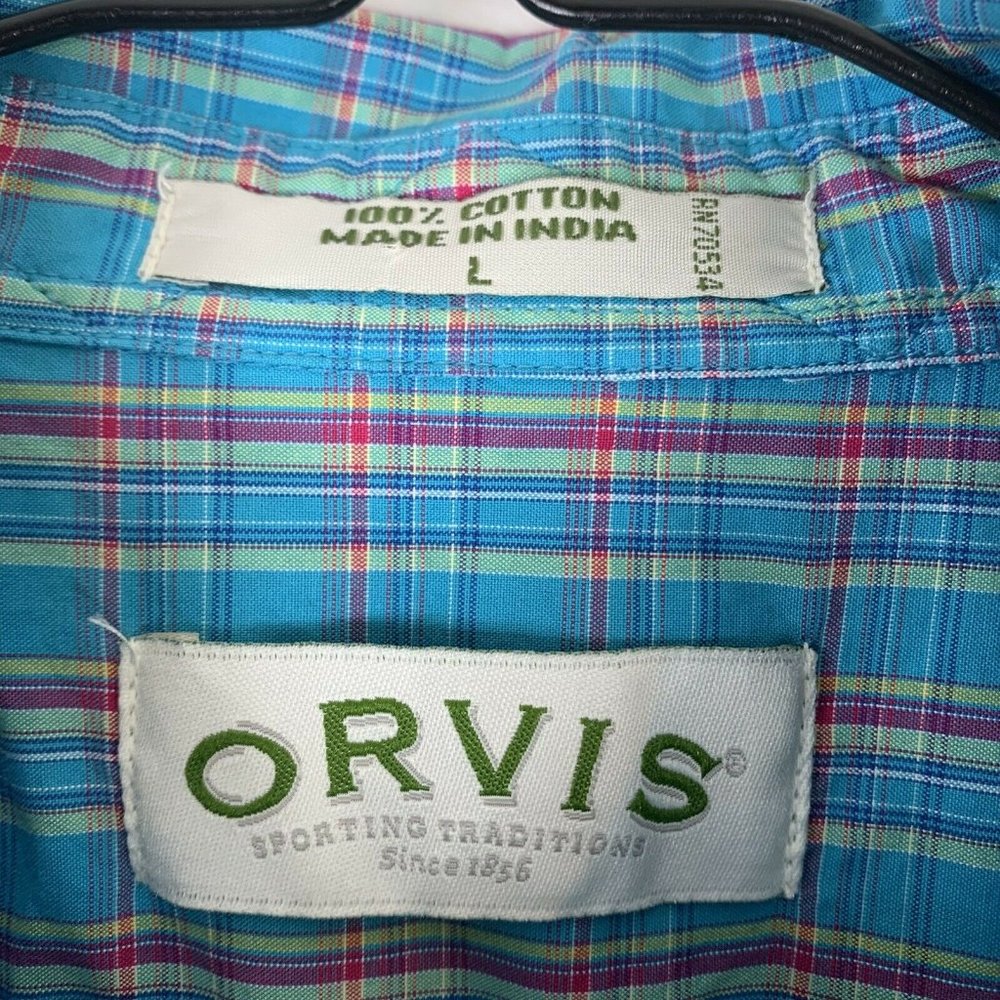 100% COTTON
MADE IN INDIA
L
RN70534
ORVIS®
SPORTING TRADITIONS
Since 1856